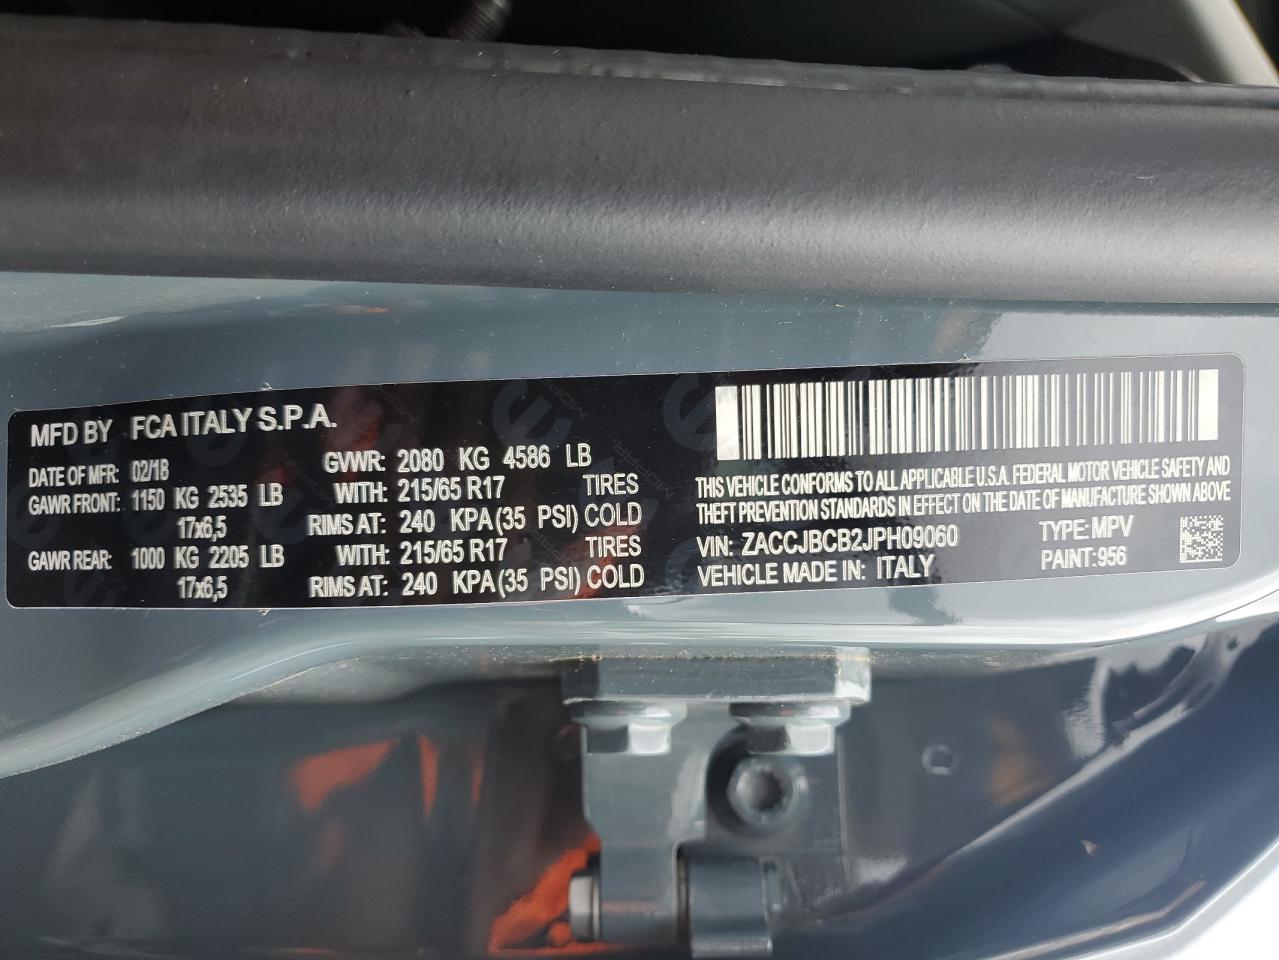 MFD BY FCA ITALY S.P.A.
DATE OF MFR: 02/18 GVWR: 2080 KG 4586 LB
GAWR FRONT: 1150 KG 2535 LB WITH: 215/65 R17 TIRES
17x6,5 RIMS AT: 240 KPA(35 PSI) COLD
GAWR REAR: 1000 KG 2205 LB WITH: 215/65 R17 TIRES
17x6,5 RIMS AT: 240 KPA(35 PSI) COLD
THIS VEHICLE CONFORMS TO ALL APPLICABLE U.S.A. FEDERAL MOTOR VEHICLE SAFETY AND
THEFT PREVENTION STANDARDS IN EFFECT ON THE DATE OF MANUFACTURE SHOWN ABOVE
VIN: ZACCJBCB2JPH09060 TYPE: MPV
VEHICLE MADE IN: ITALY PAINT: 956